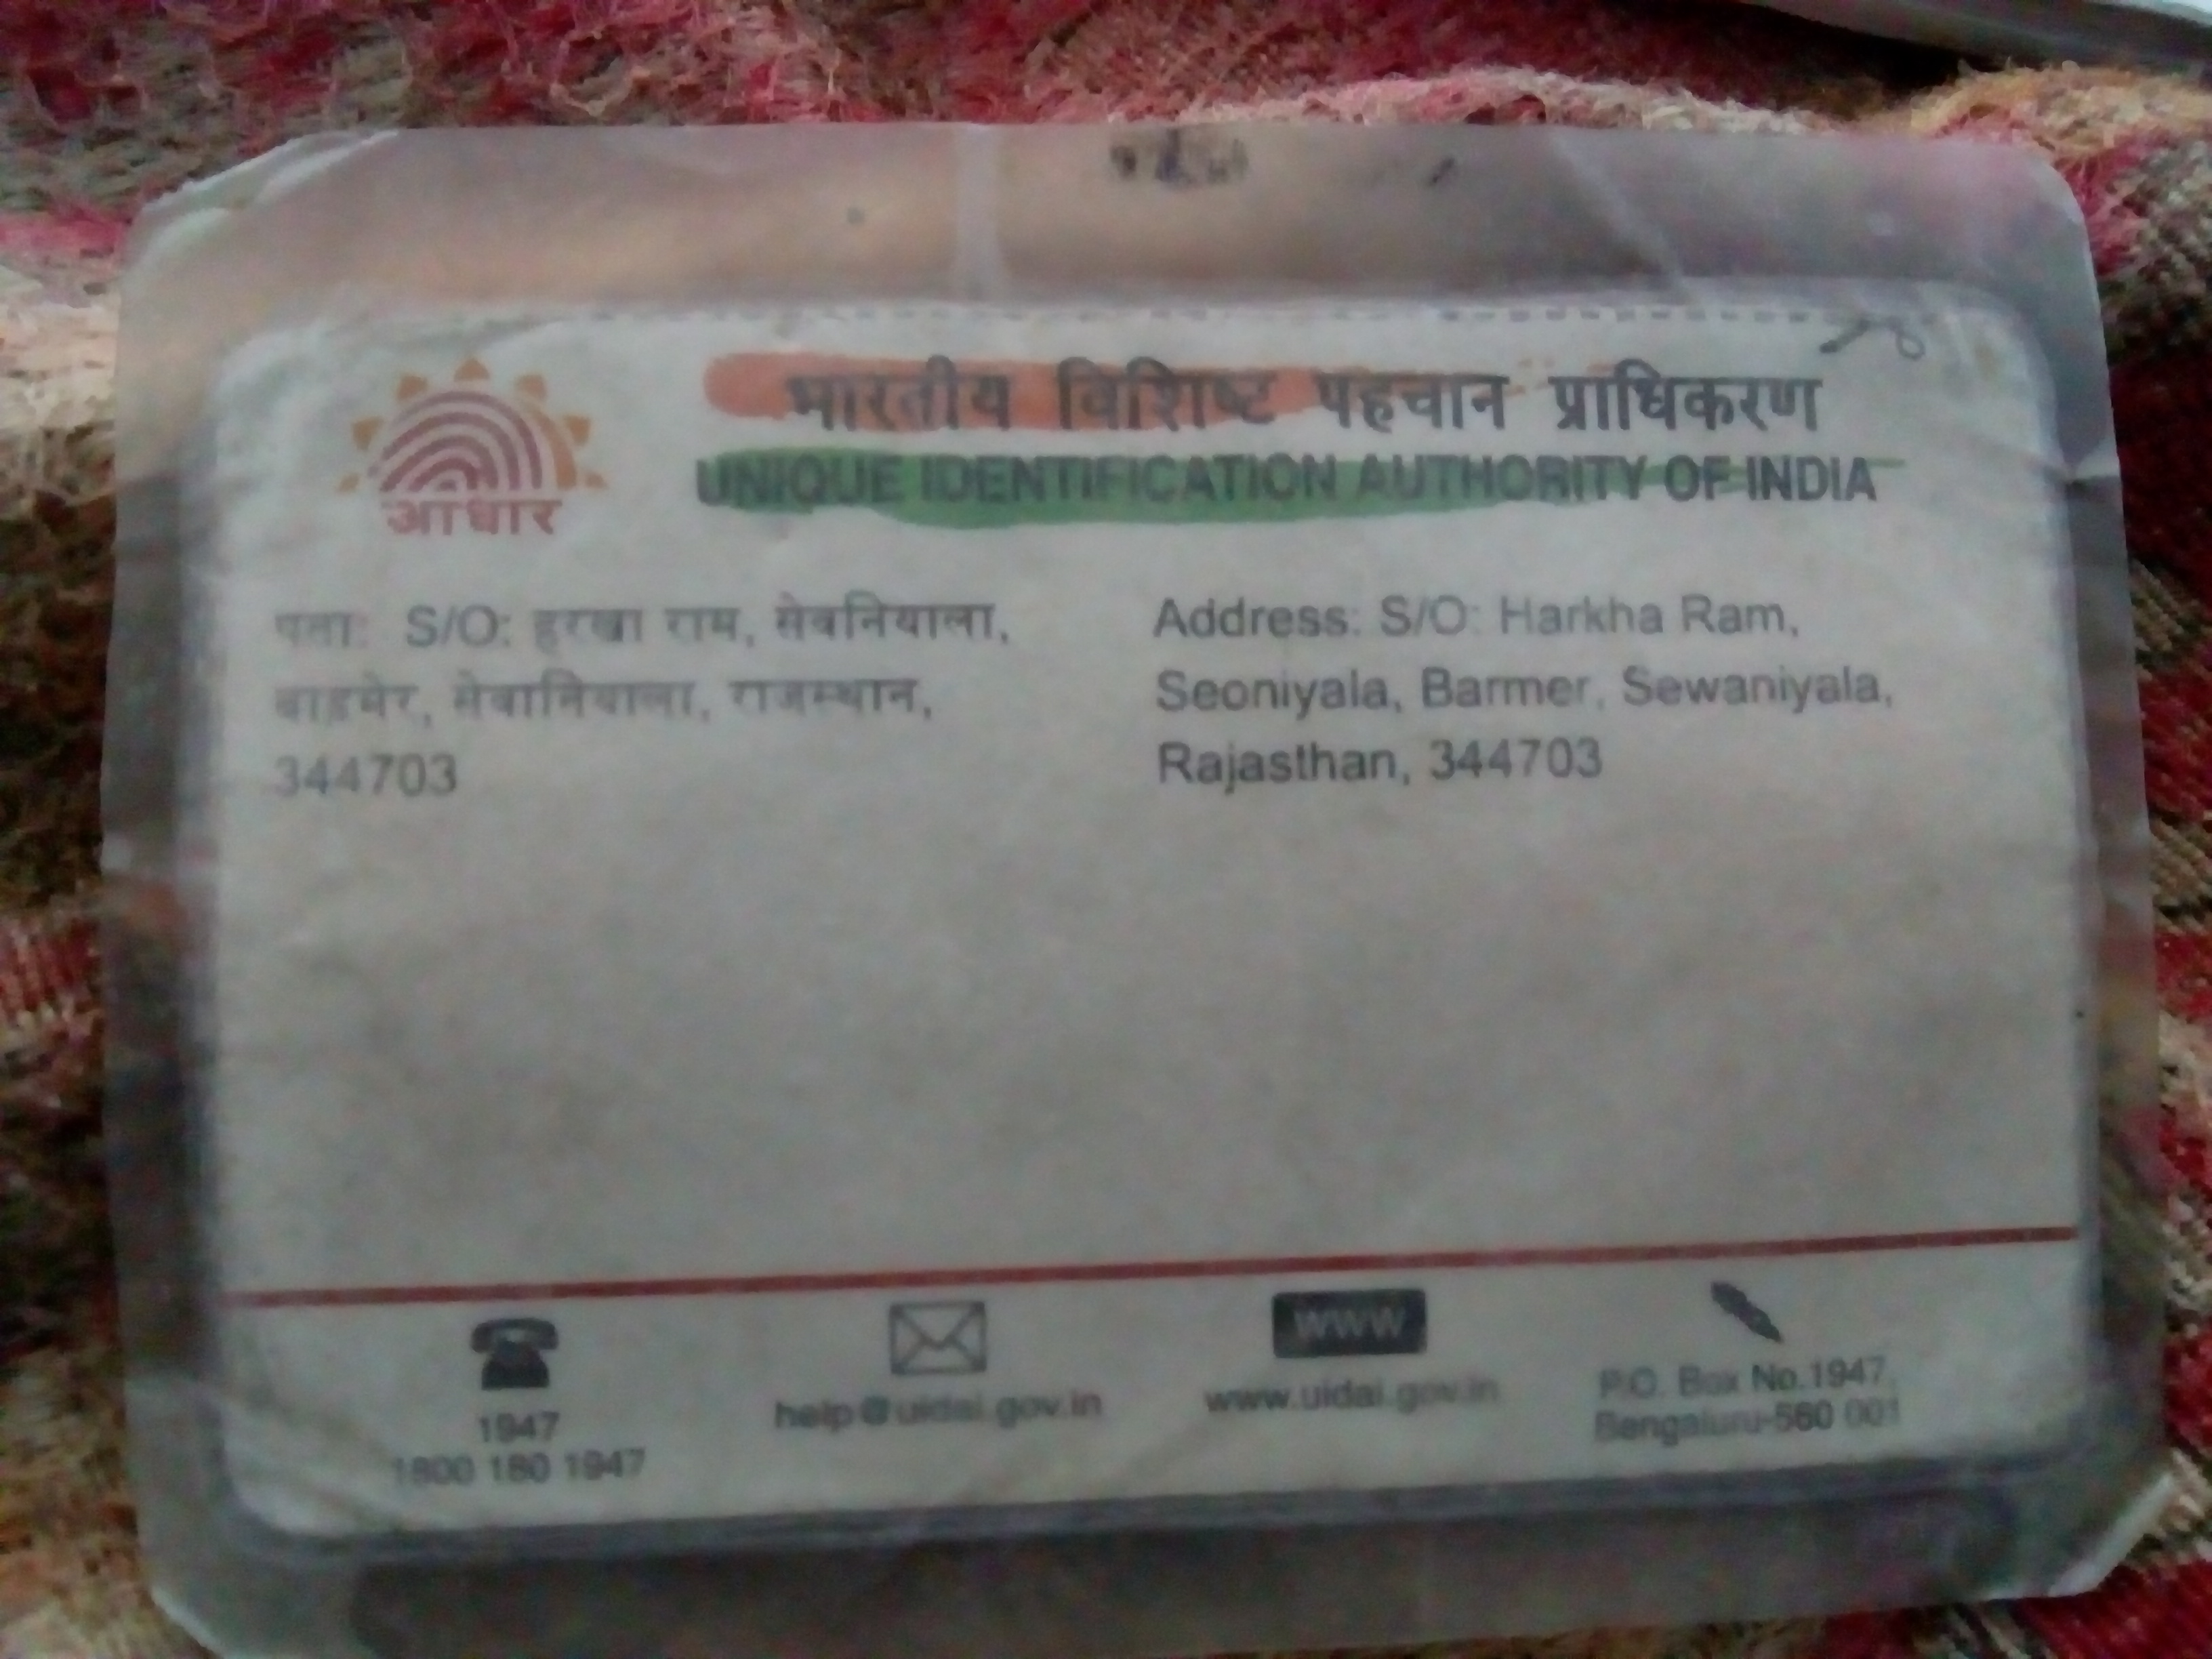 आधार
भारतीय विशिष्ट पहचान प्राधिकरण
UNIQUE IDENTIFICATION AUTHORITY OF INDIA
पता: S/O: हरखा राम, सेवनियाला,
बाड़मेर, सेवानियाला, राजस्थान,
344703
Address: S/O: Harkha Ram,
Seoniyala, Barmer, Sewaniyala,
Rajasthan, 344703
1947
1800 180 1947
help@uidai.gov.in
WWW
www.uidai.gov.in
P.O. Box No.1947,
Bengaluru-560 001